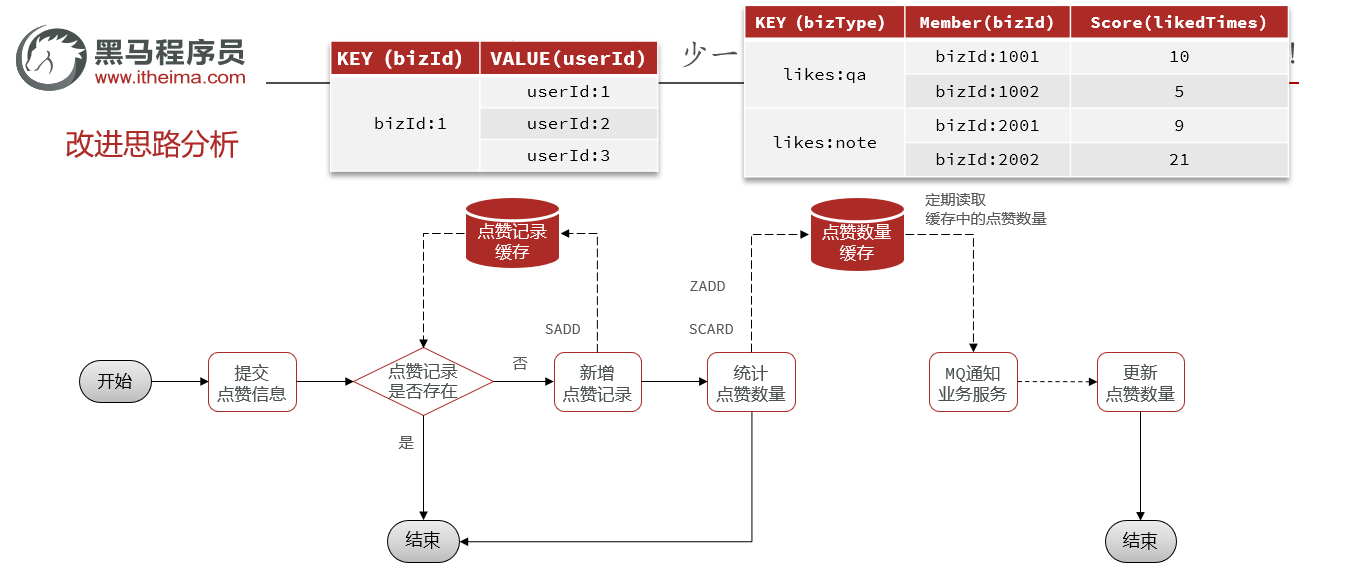 黑马程序员
www.itheima.com
少一
!
改进思路分析
KEY (bizId) VALUE(userId)
bizId:1
userId:1
userId:2
userId:3
KEY (bizType) Member(bizId) Score(likedTimes)
likes:qa
bizId:1001 10
bizId:1002 5
likes:note
bizId:2001 9
bizId:2002 21
点赞记录
缓存
点赞数量
缓存
定期读取
缓存中的点赞数量
ZADD
SADD
SCARD
开始
提交
点赞信息
点赞记录
是否存在
否
新增
点赞记录
统计
点赞数量
MQ通知
业务服务
更新
点赞数量
是
结束
结束